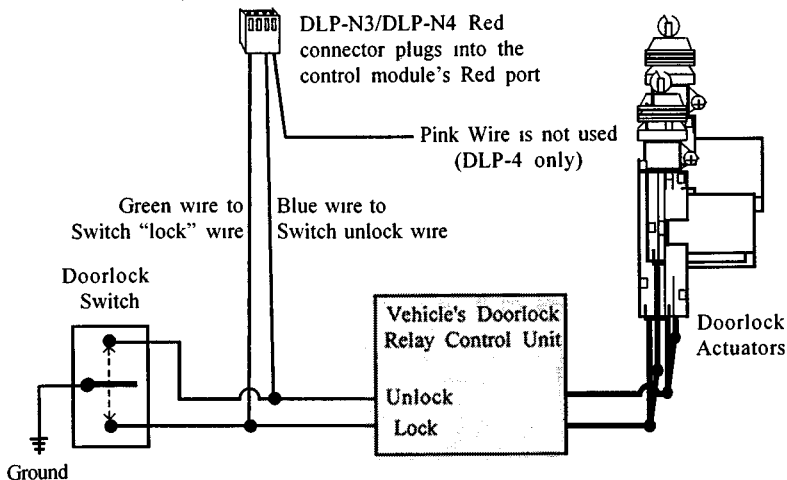 DLP-N3/DLP-N4 Red
connector plugs into the
control module's Red port
Pink Wire is not used
(DLP-4 only)
Green wire to
Switch "lock" wire
Blue wire to
Switch unlock wire
Doorlock
Switch
Vehicle's Doorlock
Relay Control Unit
Unlock
Lock
Doorlock
Actuators
Ground